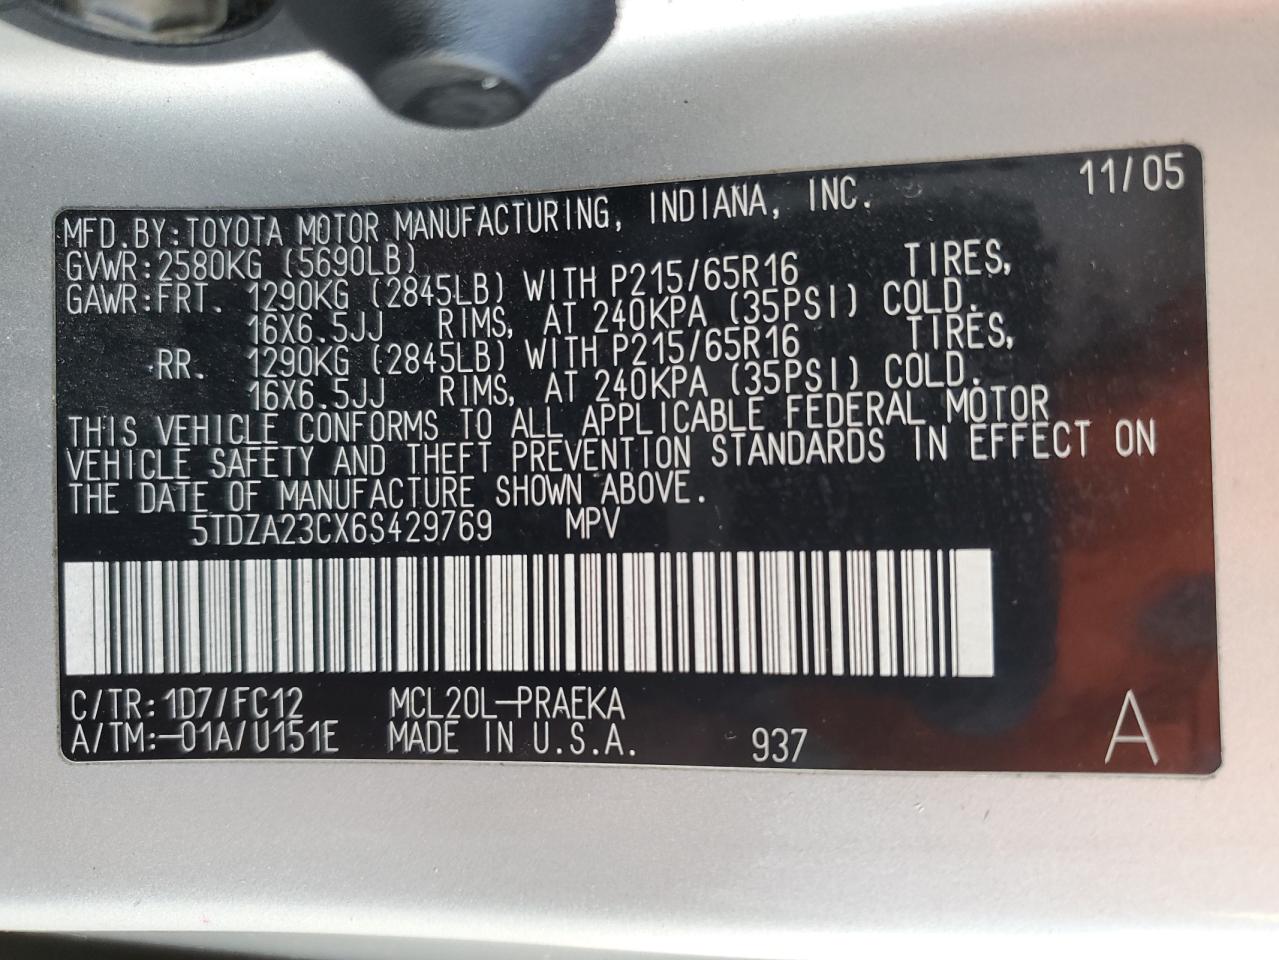 11/05
MFD.BY:TOYOTA MOTOR MANUFACTURING, INDIANA, INC.
GVWR:2580KG (5690LB)
GAWR:FRT. 1290KG (2845LB) WITH P215/65R16 TIRES,
16X6.5JJ RIMS, AT 240KPA (35PSI) COLD.
RR. 1290KG (2845LB) WITH P215/65R16 TIRES,
16X6.5JJ RIMS, AT 240KPA (35PSI) COLD.
THIS VEHICLE CONFORMS TO ALL APPLICABLE FEDERAL MOTOR
VEHICLE SAFETY AND THEFT PREVENTION STANDARDS IN EFFECT ON
THE DATE OF MANUFACTURE SHOWN ABOVE.
5TDZA23CX6S429769 MPV
C/TR:1D7/FC12 MCL20L-PRAEKA
A/TM:-01A/U151E MADE IN U.S.A. 937 A